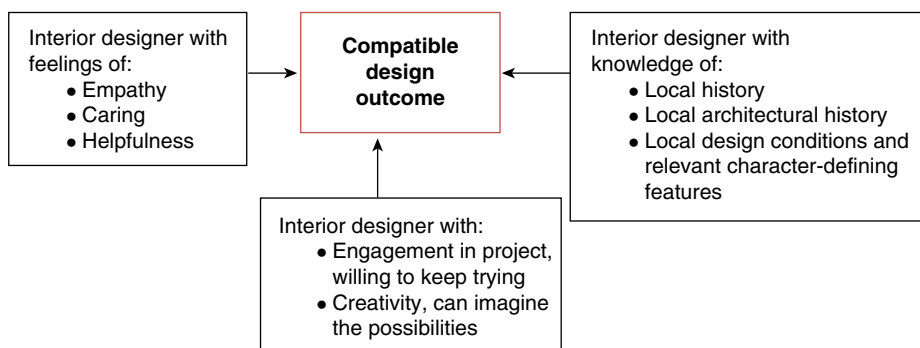 Interior designer with
feelings of:
● Empathy
● Caring
● Helpfulness
Compatible
design
outcome
Interior designer with
knowledge of:
● Local history
● Local architectural history
● Local design conditions and
relevant character-defining
features
Interior designer with:
● Engagement in project,
willing to keep trying
● Creativity, can imagine
the possibilities